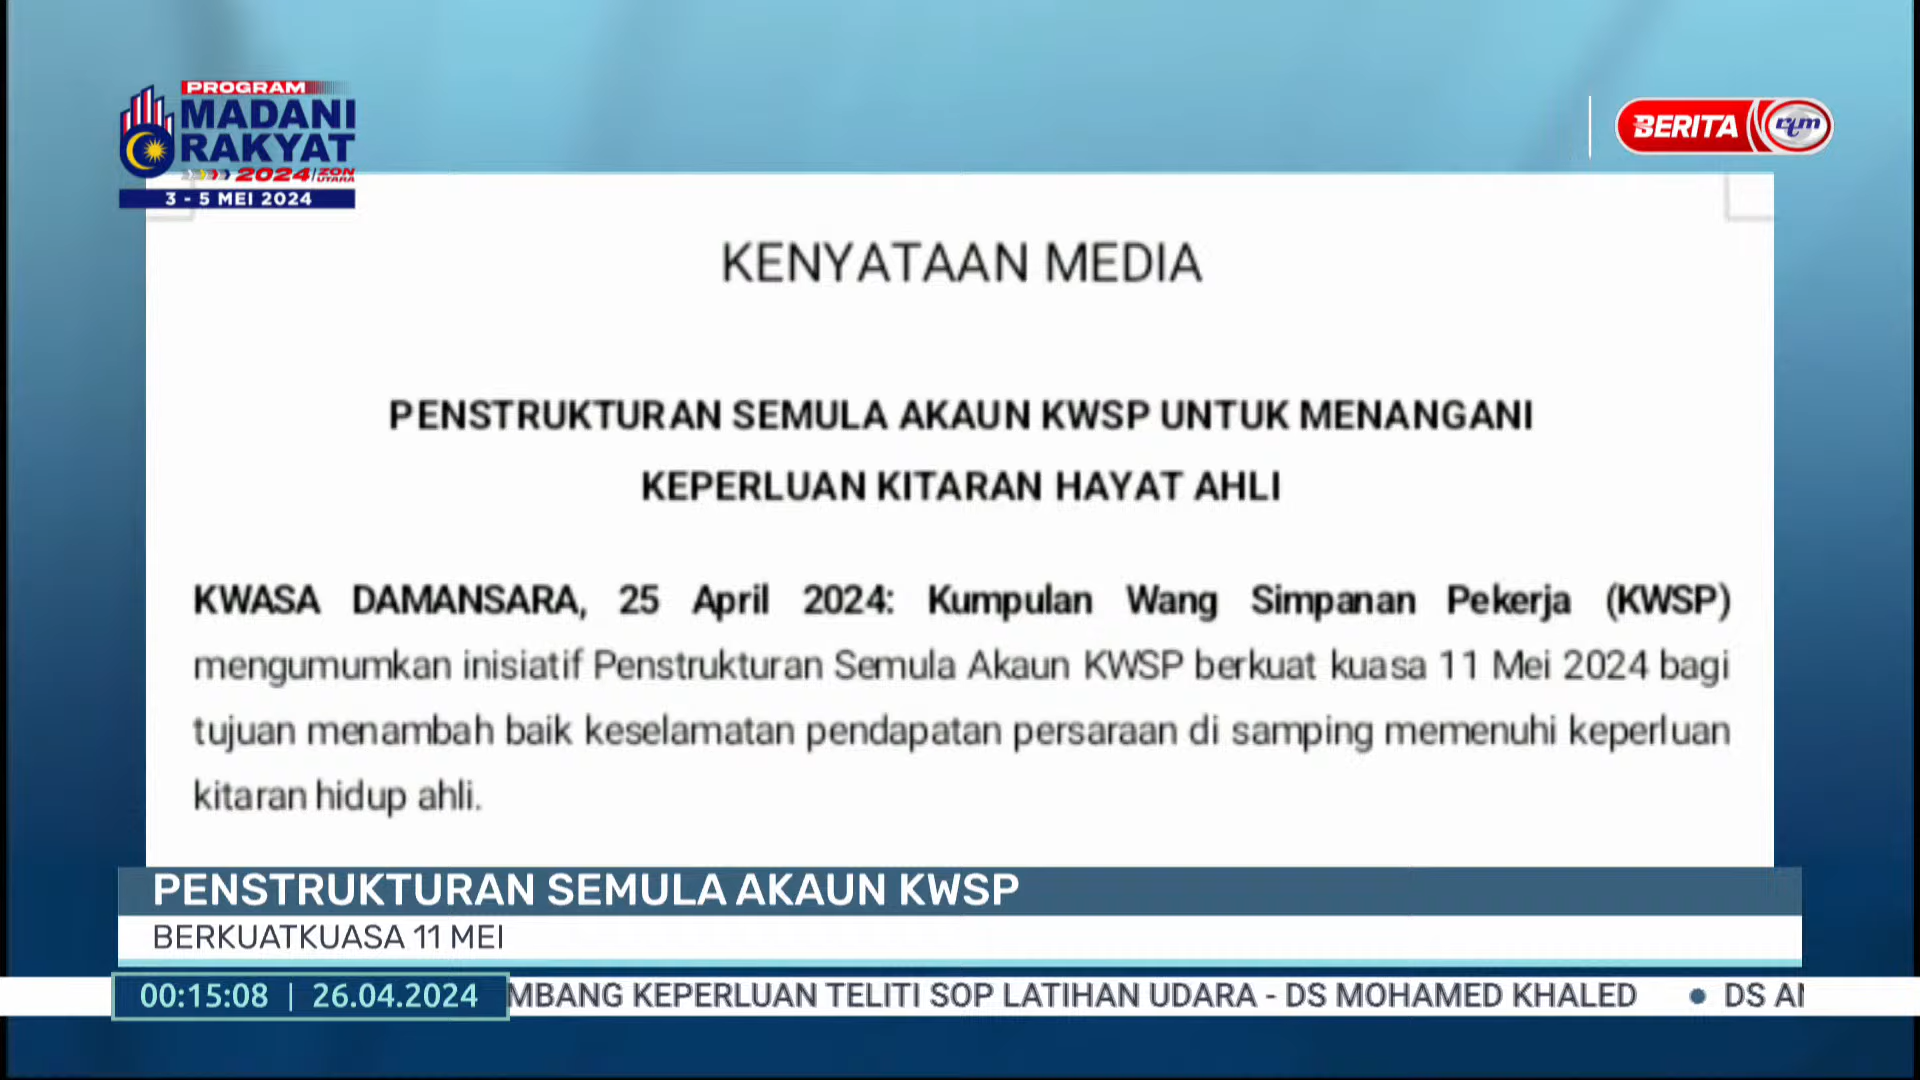 PROGRAM
MADANI
RAKYAT
2024 ZON UTARA
3 - 5 MEI 2024
BERITA rtm
KENYATAAN MEDIA
PENSTRUKTURAN SEMULA AKAUN KWSP UNTUK MENANGANI
KEPERLUAN KITARAN HAYAT AHLI
KWASA DAMANSARA, 25 April 2024: Kumpulan Wang Simpanan Pekerja (KWSP)
mengumumkan inisiatif Penstrukturan Semula Akaun KWSP berkuat kuasa 11 Mei 2024 bagi
tujuan menambah baik keselamatan pendapatan persaraan di samping memenuhi keperluan
kitaran hidup ahli.
PENSTRUKTURAN SEMULA AKAUN KWSP
BERKUATKUASA 11 MEI
00:15:08 | 26.04.2024 MBANG KEPERLUAN TELITI SOP LATIHAN UDARA - DS MOHAMED KHALED • DS